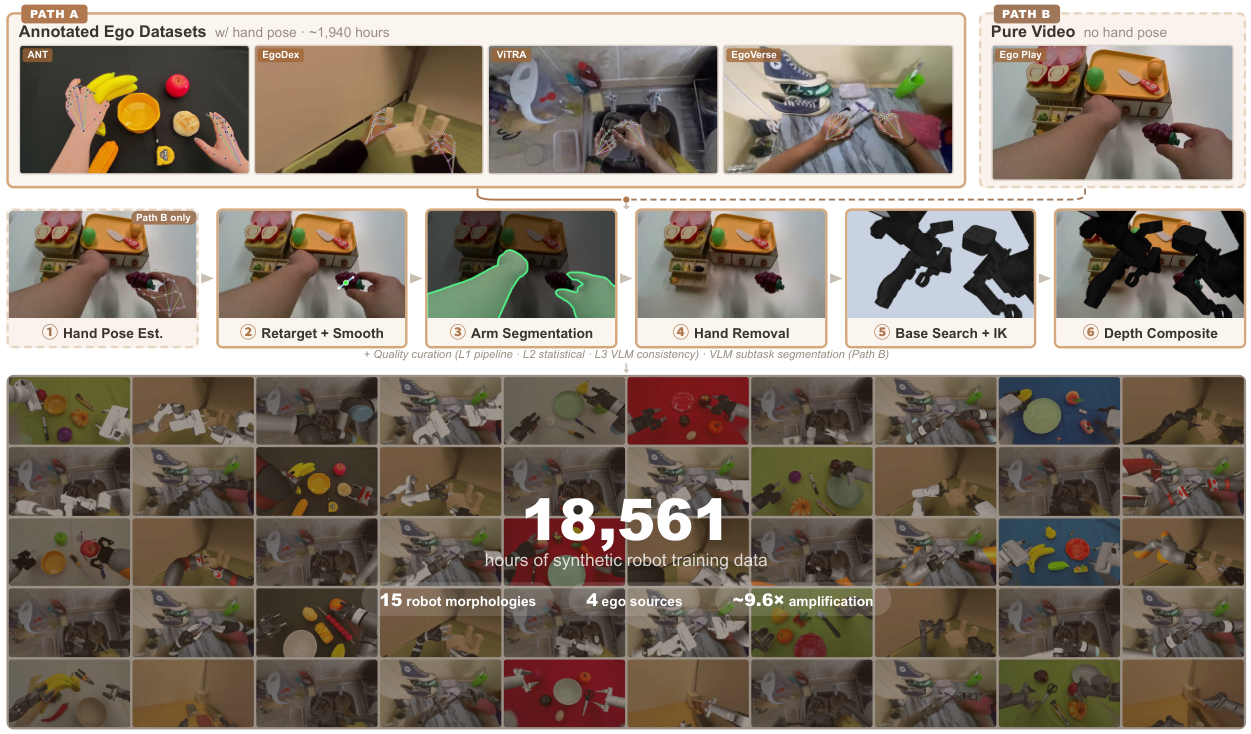 PATH A
Annotated Ego Datasets w/ hand pose · ~1,940 hours
ANT
EgoDex
ViTRA
EgoVerse
PATH B
Pure Video no hand pose
Ego Play
Path B only
① Hand Pose Est.
② Retarget + Smooth
③ Arm Segmentation
④ Hand Removal
⑤ Base Search + IK
⑥ Depth Composite
+ Quality curation (L1 pipeline · L2 statistical · L3 VLM consistency) · VLM subtask segmentation (Path B)
18,561
hours of synthetic robot training data
15 robot morphologies
4 ego sources
~9.6× amplification